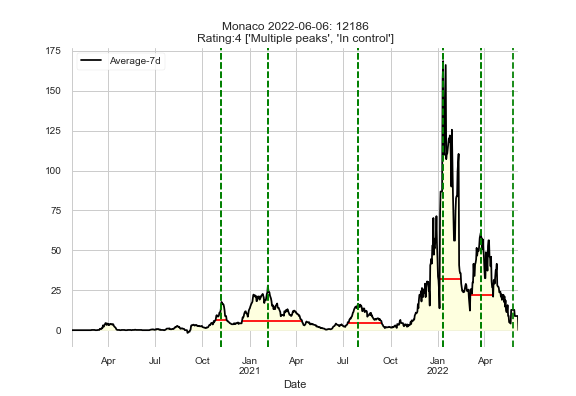 Monaco 2022-06-06: 12186
Rating:4 ['Multiple peaks', 'In control']
175
Average-7d
150
125
100
75
50
25
0
Apr Jul Oct Jan Apr Jul Oct Jan Apr
2021 2022
Date